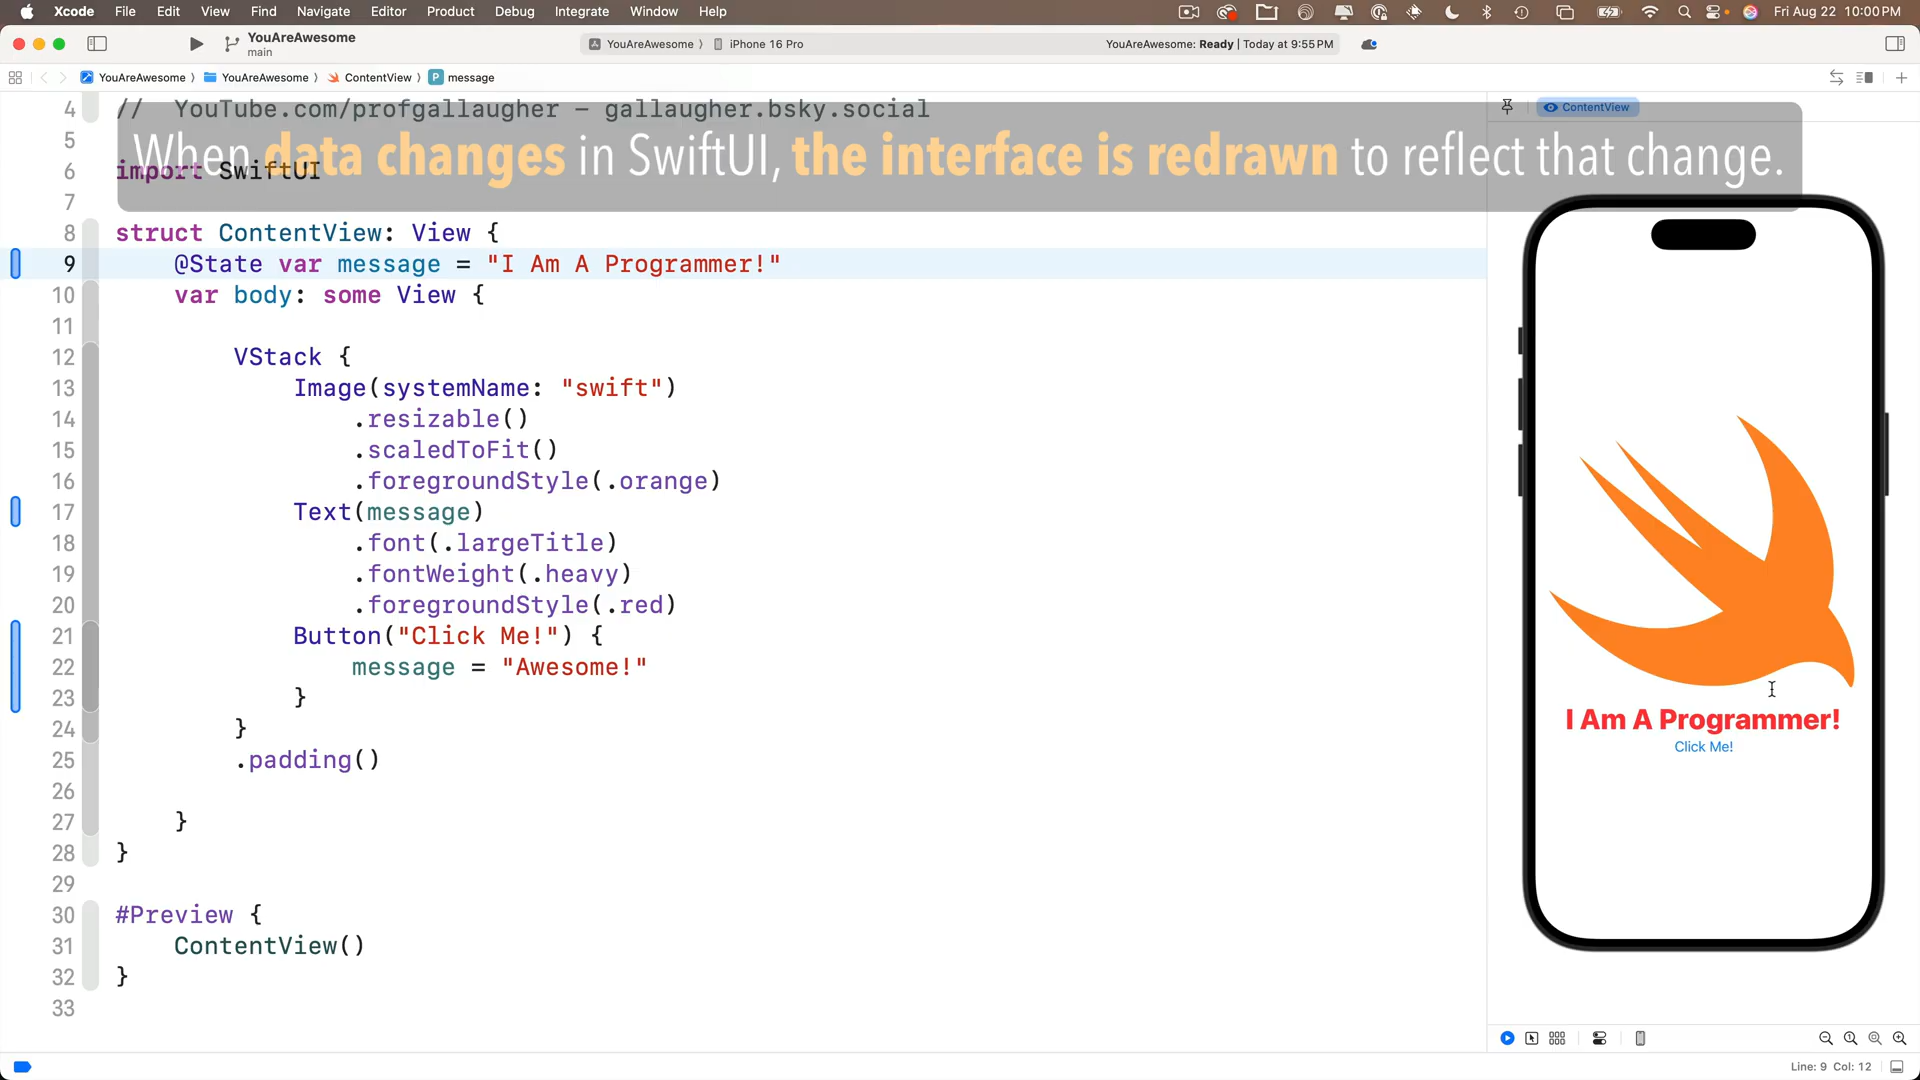 Xcode File Edit View Find Navigate Editor Product Debug Integrate Window Help Fri Aug 22 10:00 PM
YouAreAwesome
main
YouAreAwesome 〉 iPhone 16 Pro YouAreAwesome: Ready | Today at 9:55 PM
YouAreAwesome 〉 YouAreAwesome 〉 ContentView 〉 P message
ContentView
4 // YouTube.com/profgallaugher – gallaugher.bsky.social
When data changes in SwiftUI, the interface is redrawn to reflect that change.
5
6 import SwiftUI
7
8 struct ContentView: View {
9 @State var message = "I Am A Programmer!"
10 var body: some View {
11
12 VStack {
13 Image(systemName: "swift")
14 .resizable()
15 .scaledToFit()
16 .foregroundStyle(.orange)
17 Text(message)
18 .font(.largeTitle)
19 .fontWeight(.heavy)
20 .foregroundStyle(.red)
21 Button("Click Me!") {
22 message = "Awesome!"
23 }
24 }
25 .padding()
26
27 }
28 }
29
30 #Preview {
31 ContentView()
32 }
33
I Am A Programmer!
Click Me!
Line: 9 Col: 12